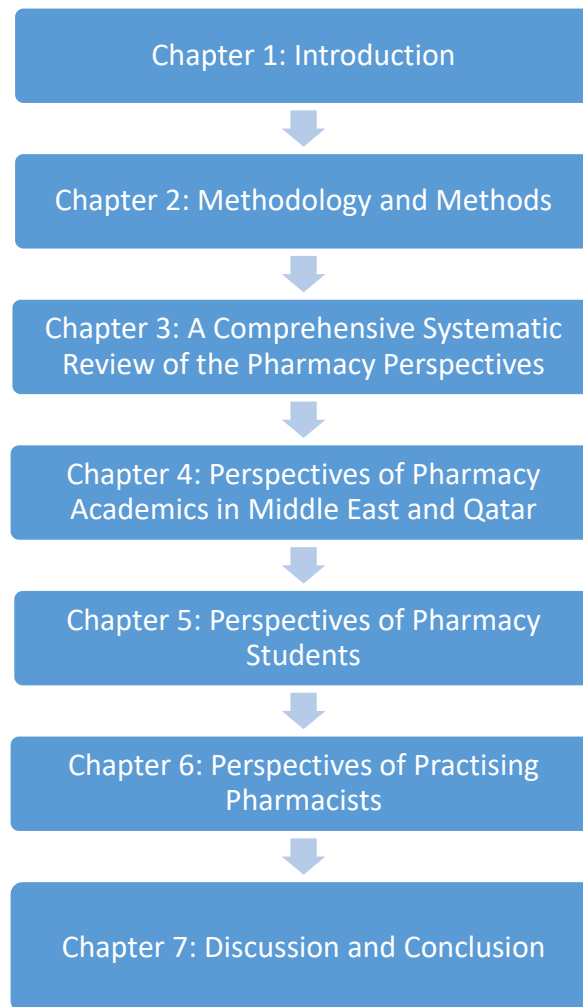 Chapter 1: Introduction
Chapter 2: Methodology and Methods
Chapter 3: A Comprehensive Systematic
Review of the Pharmacy Perspectives
Chapter 4: Perspectives of Pharmacy
Academics in Middle East and Qatar
Chapter 5: Perspectives of Pharmacy
Students
Chapter 6: Perspectives of Practising
Pharmacists
Chapter 7: Discussion and Conclusion